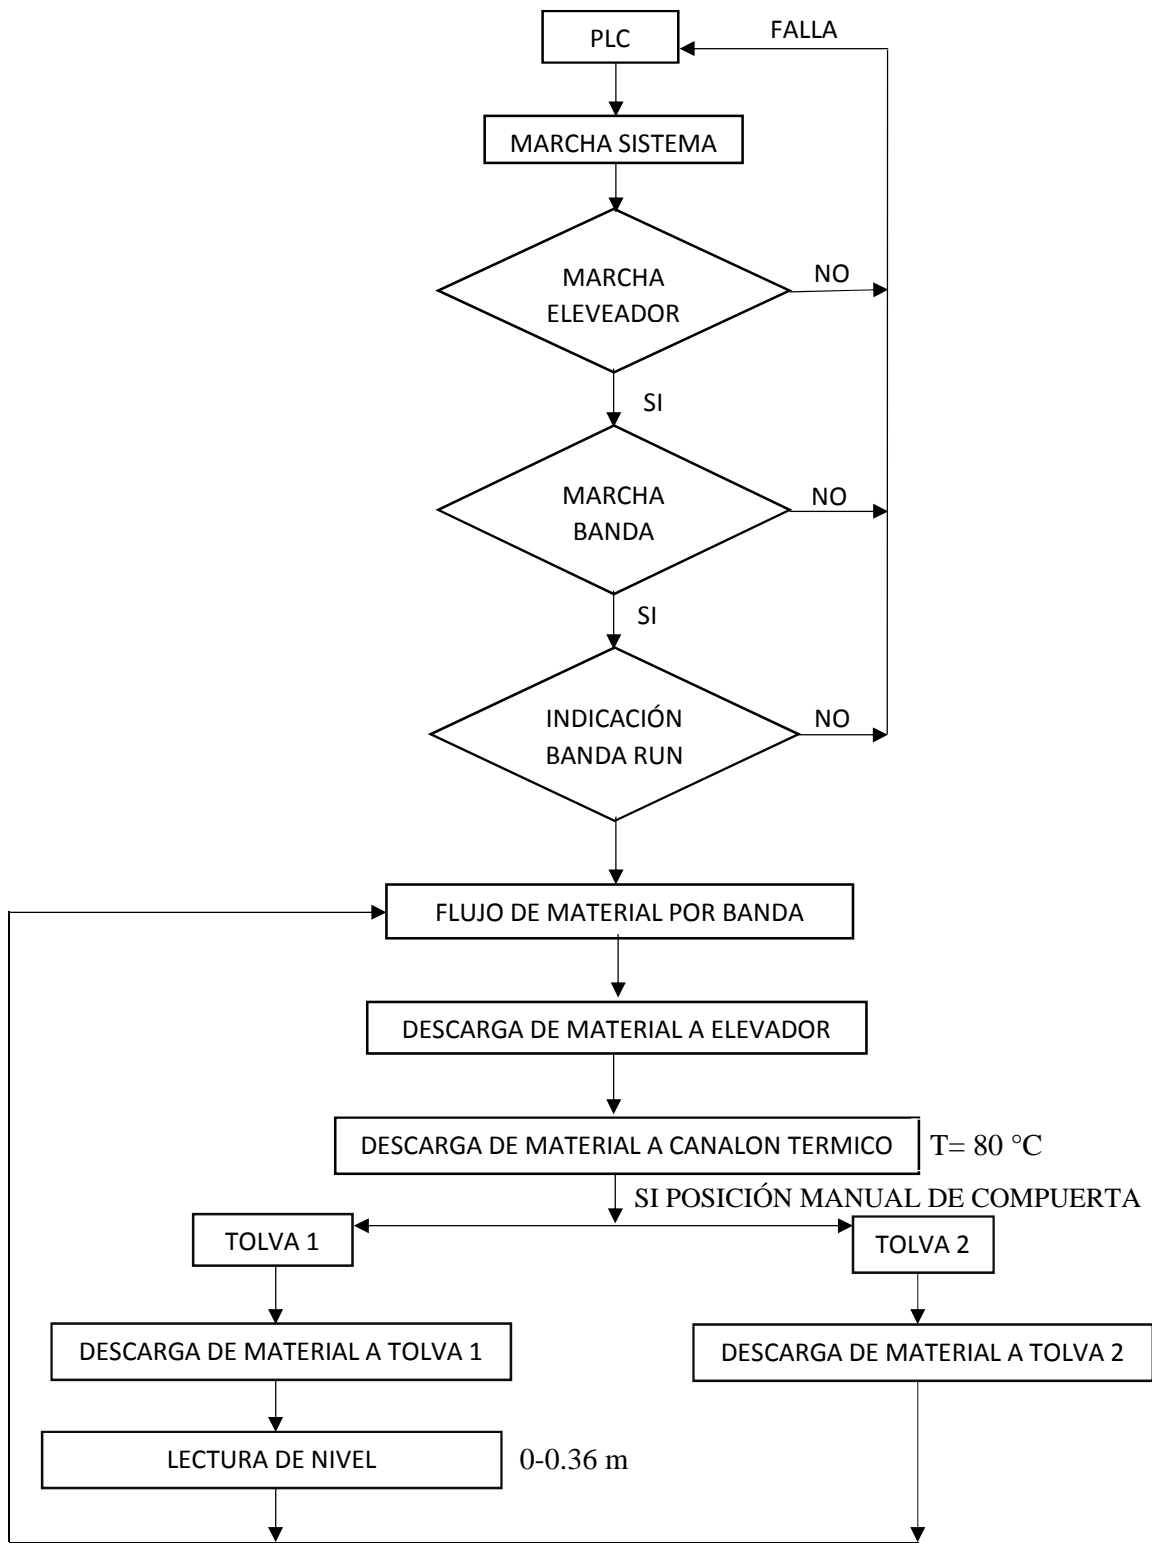 PLC
FALLA
MARCHA SISTEMA
MARCHA
ELEVEADOR
NO
SI
MARCHA
BANDA
NO
SI
INDICACIÓN
BANDA RUN
NO
FLUJO DE MATERIAL POR BANDA
DESCARGA DE MATERIAL A ELEVADOR
DESCARGA DE MATERIAL A CANALON TERMICO
T= 80 °C
SI POSICIÓN MANUAL DE COMPUERTA
TOLVA 1
TOLVA 2
DESCARGA DE MATERIAL A TOLVA 1
DESCARGA DE MATERIAL A TOLVA 2
LECTURA DE NIVEL
0-0.36 m